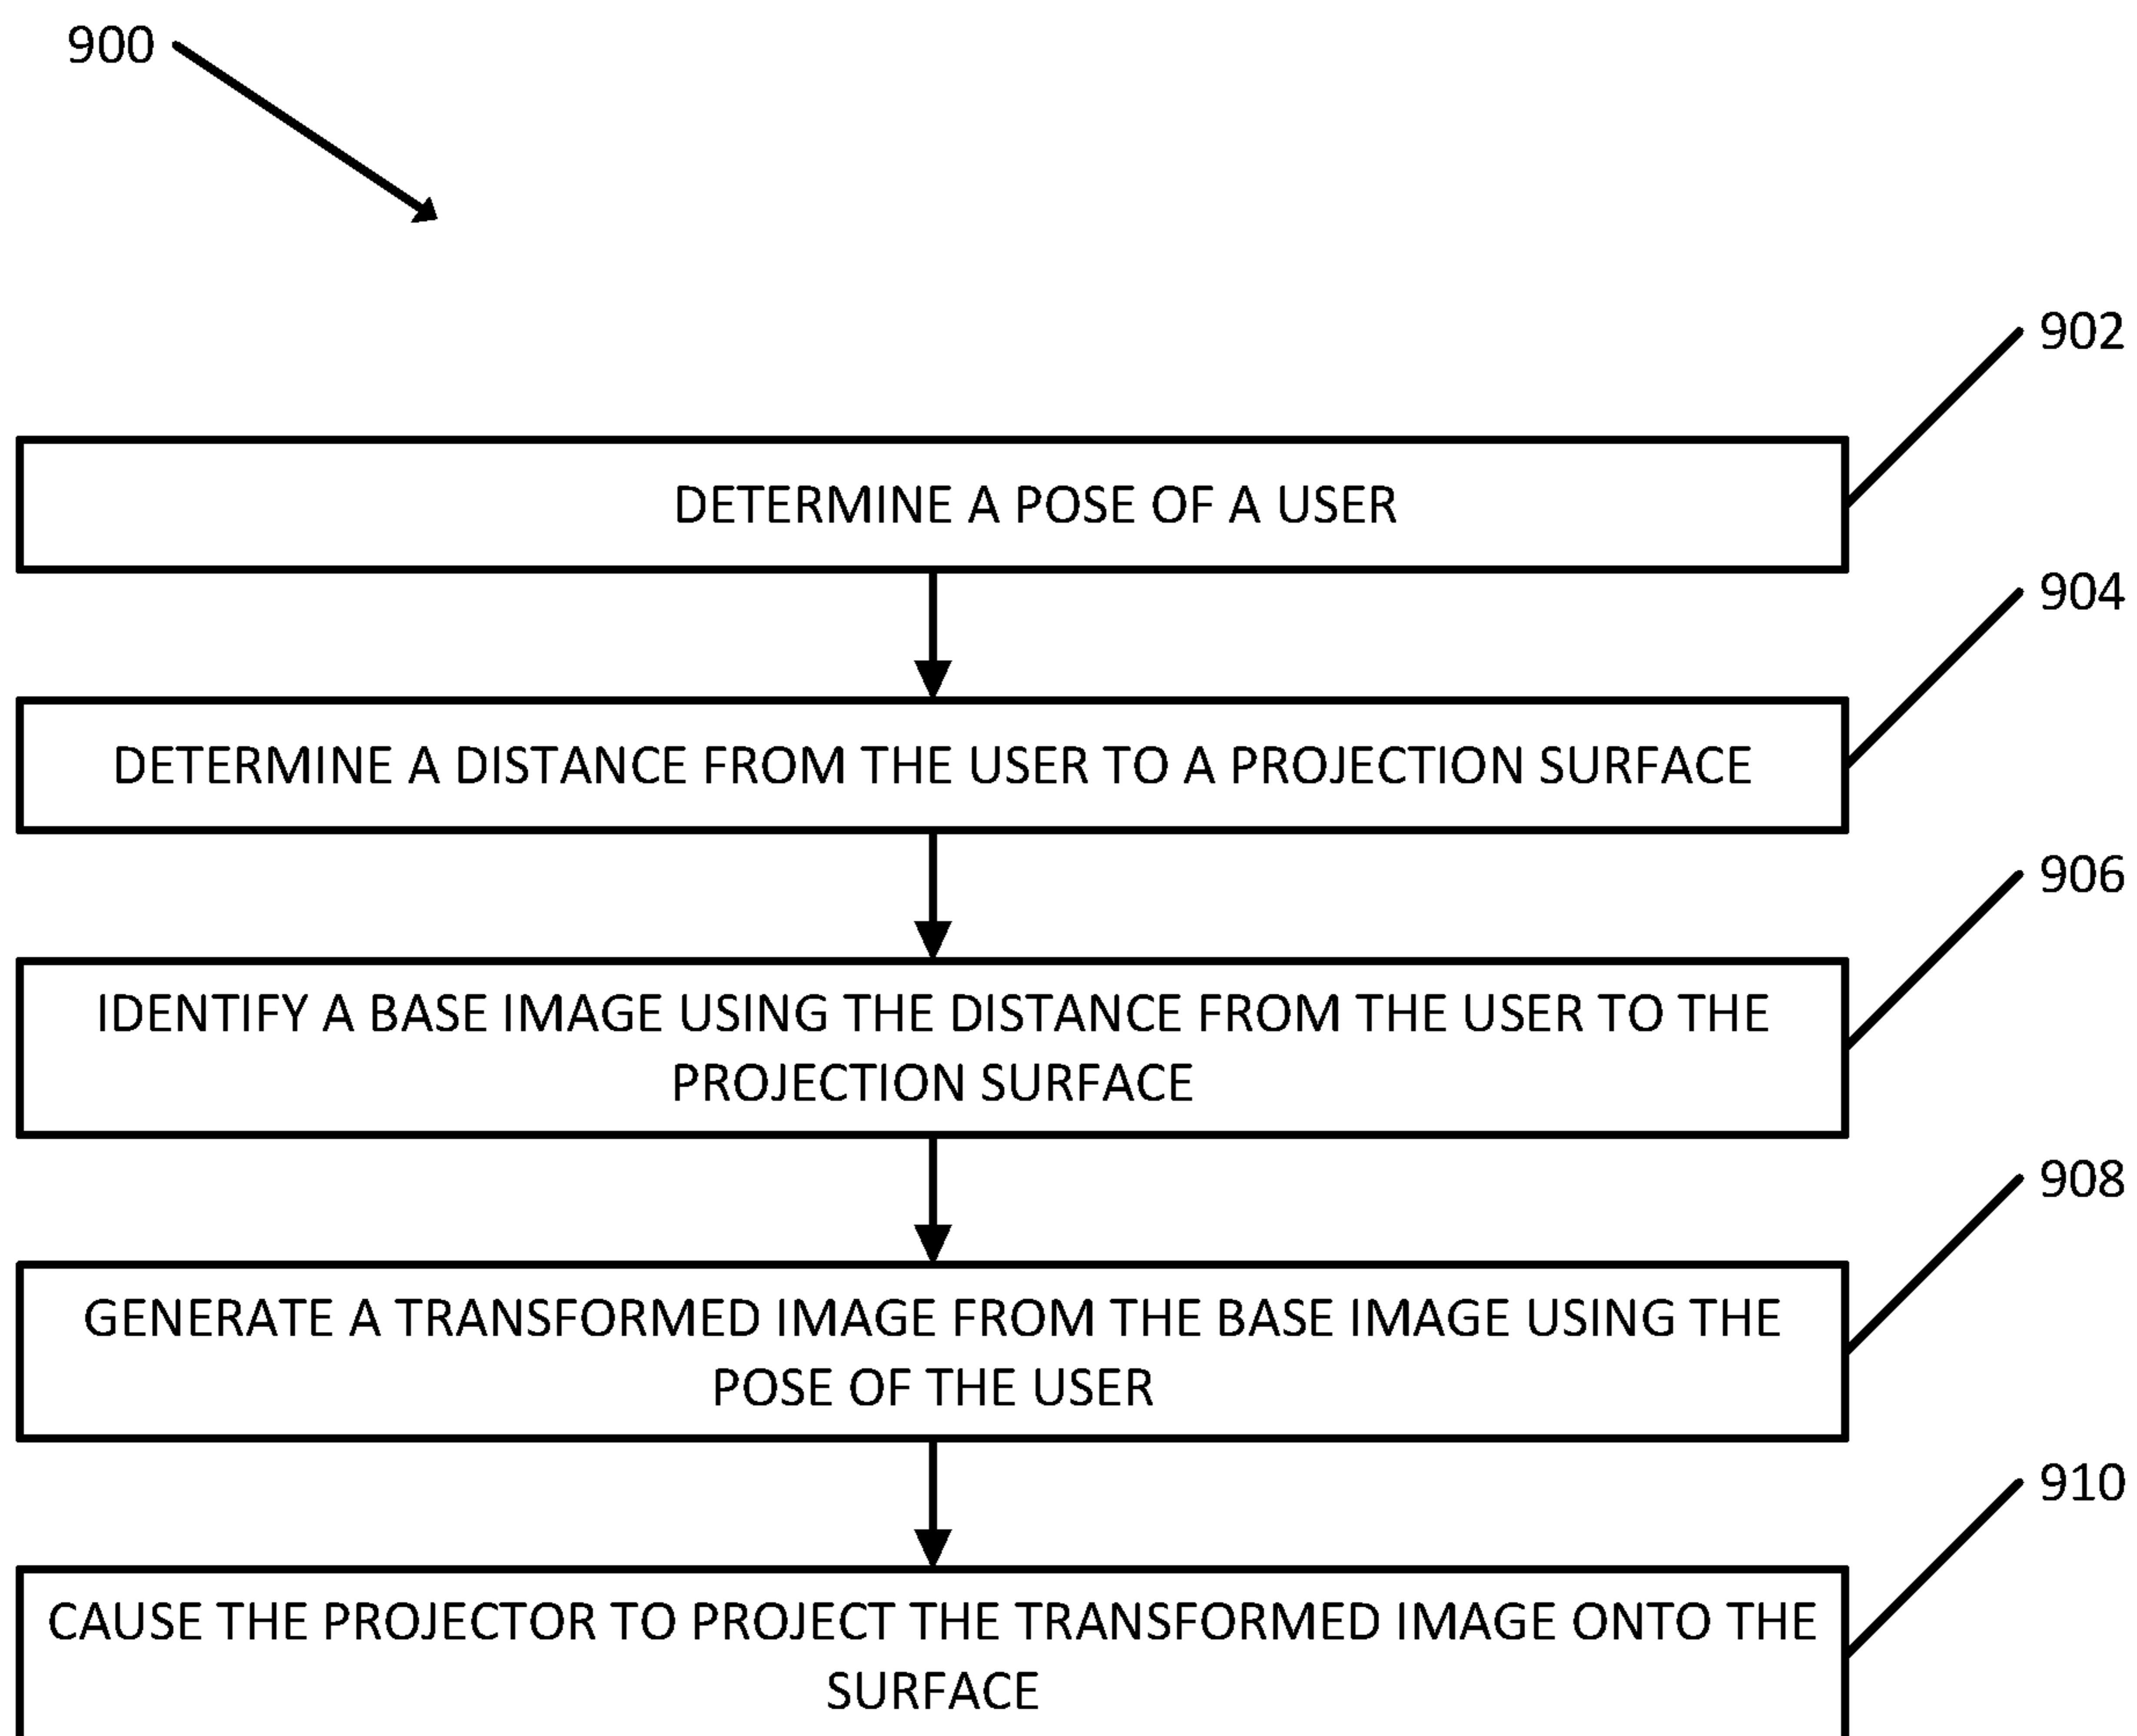 900
902
DETERMINE A POSE OF A USER
904
DETERMINE A DISTANCE FROM THE USER TO A PROJECTION SURFACE
906
IDENTIFY A BASE IMAGE USING THE DISTANCE FROM THE USER TO THE
PROJECTION SURFACE
908
GENERATE A TRANSFORMED IMAGE FROM THE BASE IMAGE USING THE
POSE OF THE USER
910
CAUSE THE PROJECTOR TO PROJECT THE TRANSFORMED IMAGE ONTO THE
SURFACE